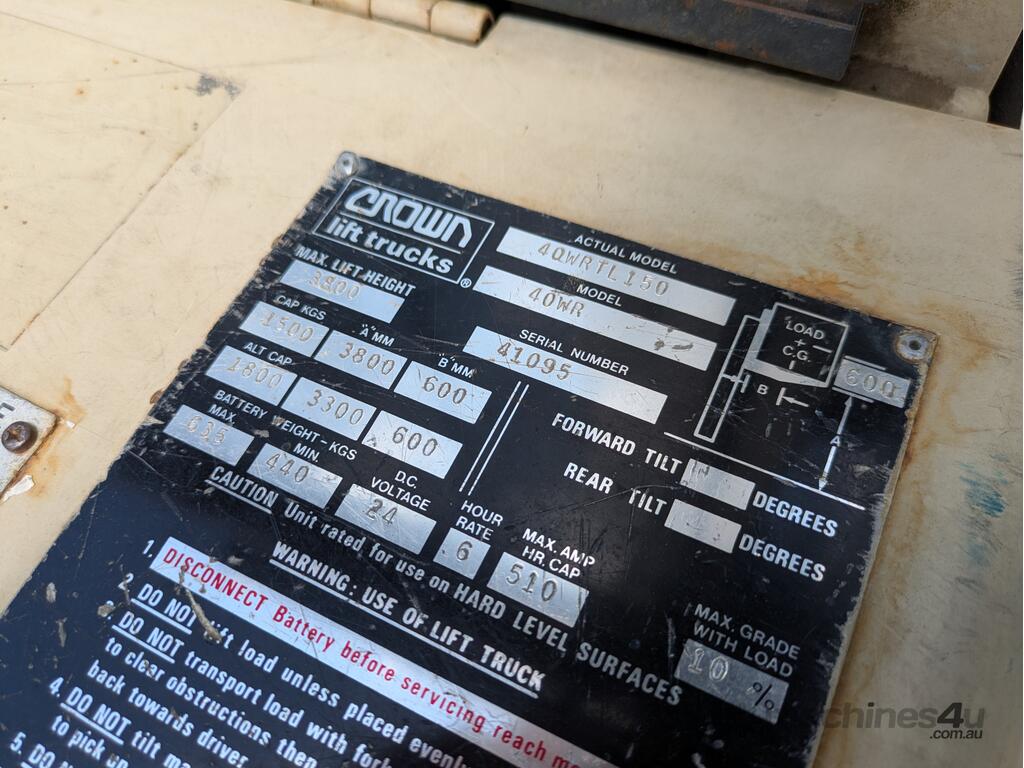 CROWN
lift trucks ®
ACTUAL MODEL
40WRTL150
MAX. LIFT HEIGHT
3800
MODEL
40WR
SERIAL NUMBER
41095
CAP KGS "A" MM "B" MM
1500 3800 600
ALT CAP
1800 3300 600
BATTERY WEIGHT - KGS
MAX. MIN. D.C. VOLTAGE
635 440 24
HOUR RATE
6
MAX. AMP HR. CAP
510
LOAD
+
C.G.
600
B
A
FORWARD TILT DEGREES
REAR TILT DEGREES
MAX. GRADE
WITH LOAD
10 %
CAUTION Unit rated for use on HARD LEVEL SURFACES
WARNING: USE OF LIFT TRUCK
1. DISCONNECT Battery before servicing reach
2. DO NOT lift load unless placed
DO NOT transport load with
to clear obstructions then
back towards driver
4. DO NOT tilt
to pick
5. DO
.com.au